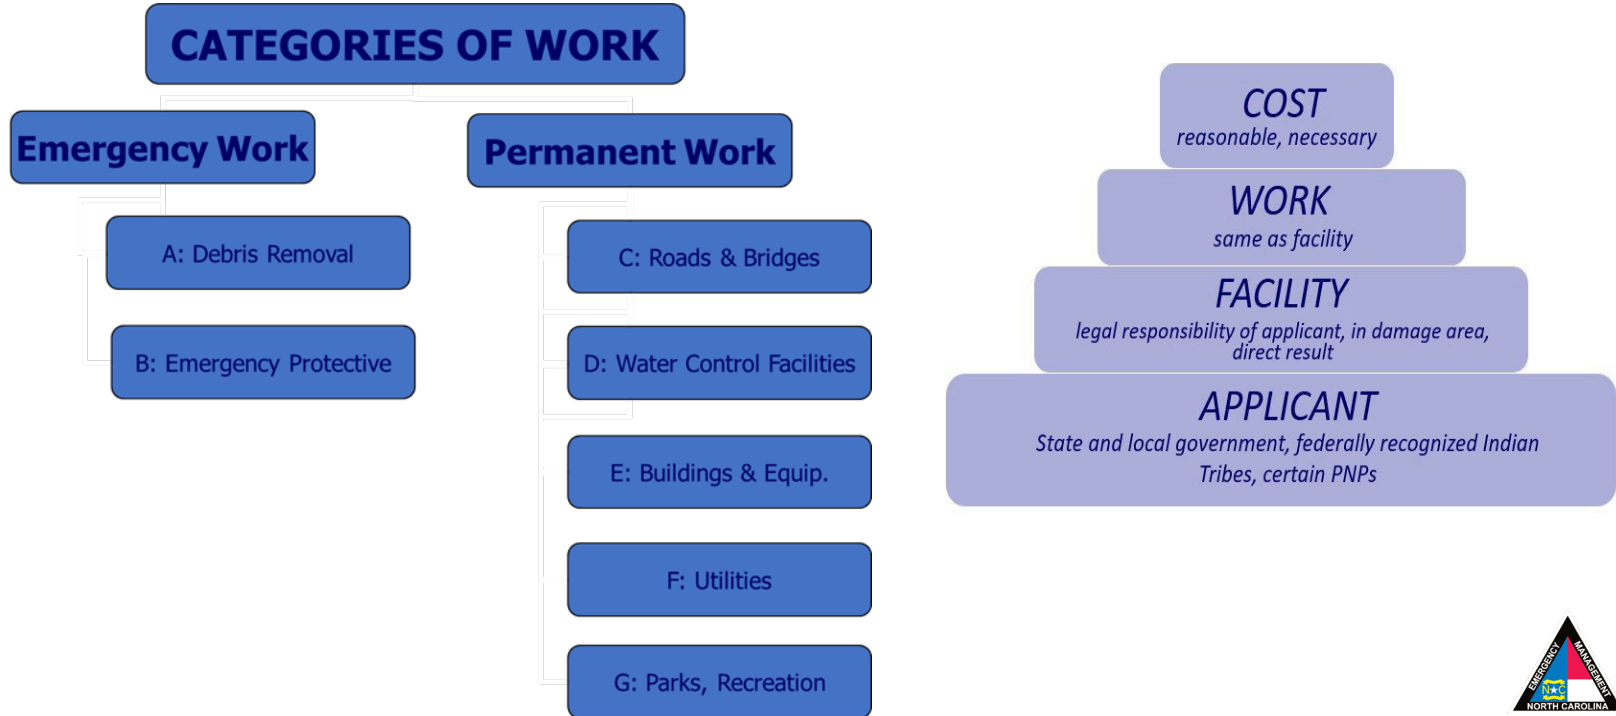 CATEGORIES OF WORK
Emergency Work
Permanent Work
A: Debris Removal
B: Emergency Protective
C: Roads & Bridges
D: Water Control Facilities
E: Buildings & Equip.
F: Utilities
G: Parks, Recreation
COST
reasonable, necessary
WORK
same as facility
FACILITY
legal responsibility of applicant, in damage area,
direct result
APPLICANT
State and local government, federally recognized Indian
Tribes, certain PNPs
EMERGENCY
MANAGEMENT
N★C
NORTH CAROLINA